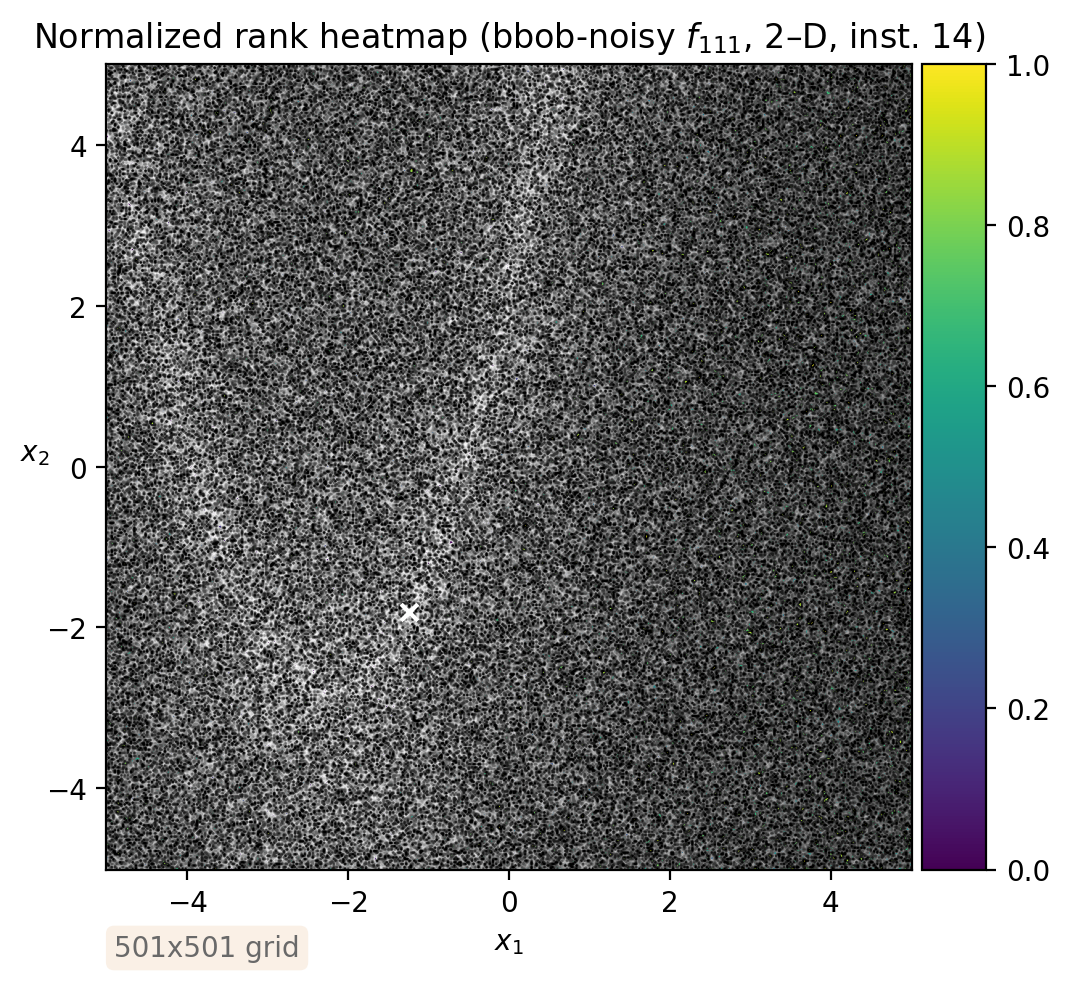 Normalized rank heatmap (bbob-noisy f₁₁₁, 2–D, inst. 14)
1.0
4
0.8
2
0.6
x₂
0
0.4
−2
0.2
−4
0.0
−4 −2 0 2 4
x₁
501x501 grid